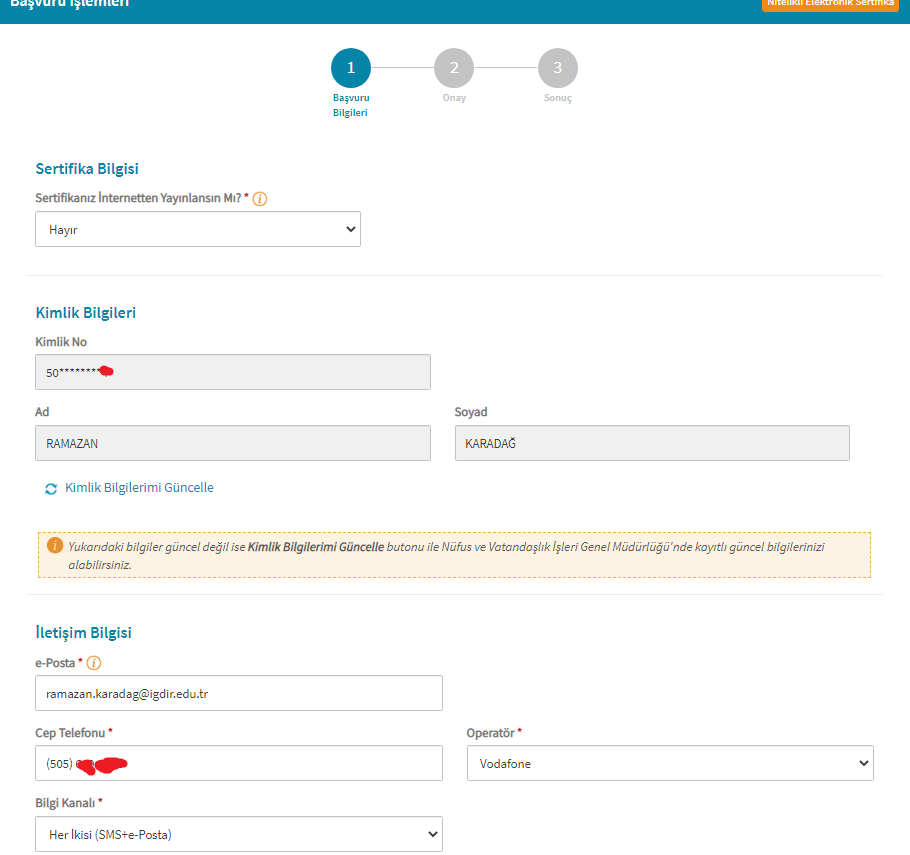 Başvuru İşlemleri
Nitelikli Elektronik Sertifika
1
2
3
Başvuru
Bilgileri
Onay
Sonuç
Sertifika Bilgisi
Sertifikanız İnternetten Yayınlansın Mı? *
Hayır
Kimlik Bilgileri
Kimlik No
50********
Ad
Soyad
RAMAZAN
KARADAĞ
Kimlik Bilgilerimi Güncelle
Yukarıdaki bilgiler güncel değil ise Kimlik Bilgilerimi Güncelle butonu ile Nüfus ve Vatandaşlık İşleri Genel Müdürlüğü'nde kayıtlı güncel bilgilerinizi
alabilirsiniz.
İletişim Bilgisi
e-Posta *
ramazan.karadag@igdir.edu.tr
Cep Telefonu *
Operatör *
(505)
Vodafone
Bilgi Kanalı *
Her İkisi (SMS+e-Posta)